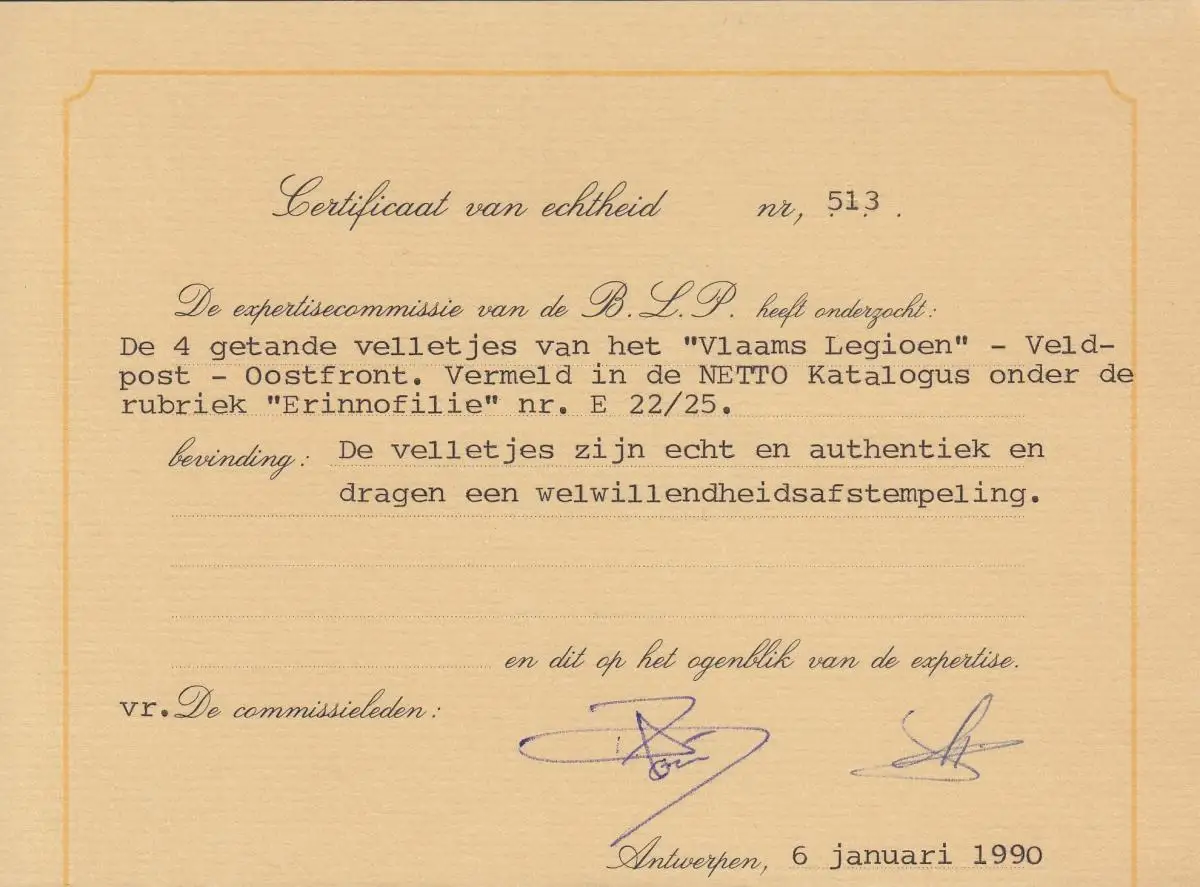 Certificaat van echtheid nr, 513 .
De expertisecommissie van de B.L.P. heeft onderzocht:
De 4 getande velletjes van het "Vlaams Legioen" - Veld-
post - Oostfront. Vermeld in de NETTO Katalogus onder de
rubriek "Erinnofilie" nr. E 22/25.
bevinding: De velletjes zijn echt en authentiek en
dragen een welwillendheidsafstempeling.
en dit op het ogenblik van de expertise.
vr. De commissieleden:
Antwerpen, 6 januari 1990